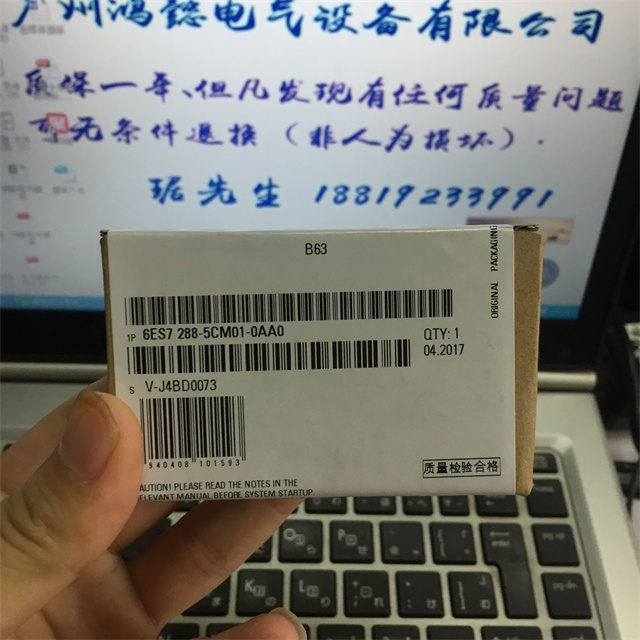 广州鸿懿电气设备有限公司
质保一年、但凡发现有任何质量问题
可无条件退换（非人为损坏）.
珢先生 18819233991
B63
ORIGINAL PACKAGING
1P 6ES7 288-5CM01-0AA0
QTY: 1
04.2017
S V-J4BD0073
940408 101593
质量检验合格
AUTION! PLEASE READ THE NOTES IN THE
ELEVANT MANUAL BEFORE SYSTEM STARTUP.
K
L